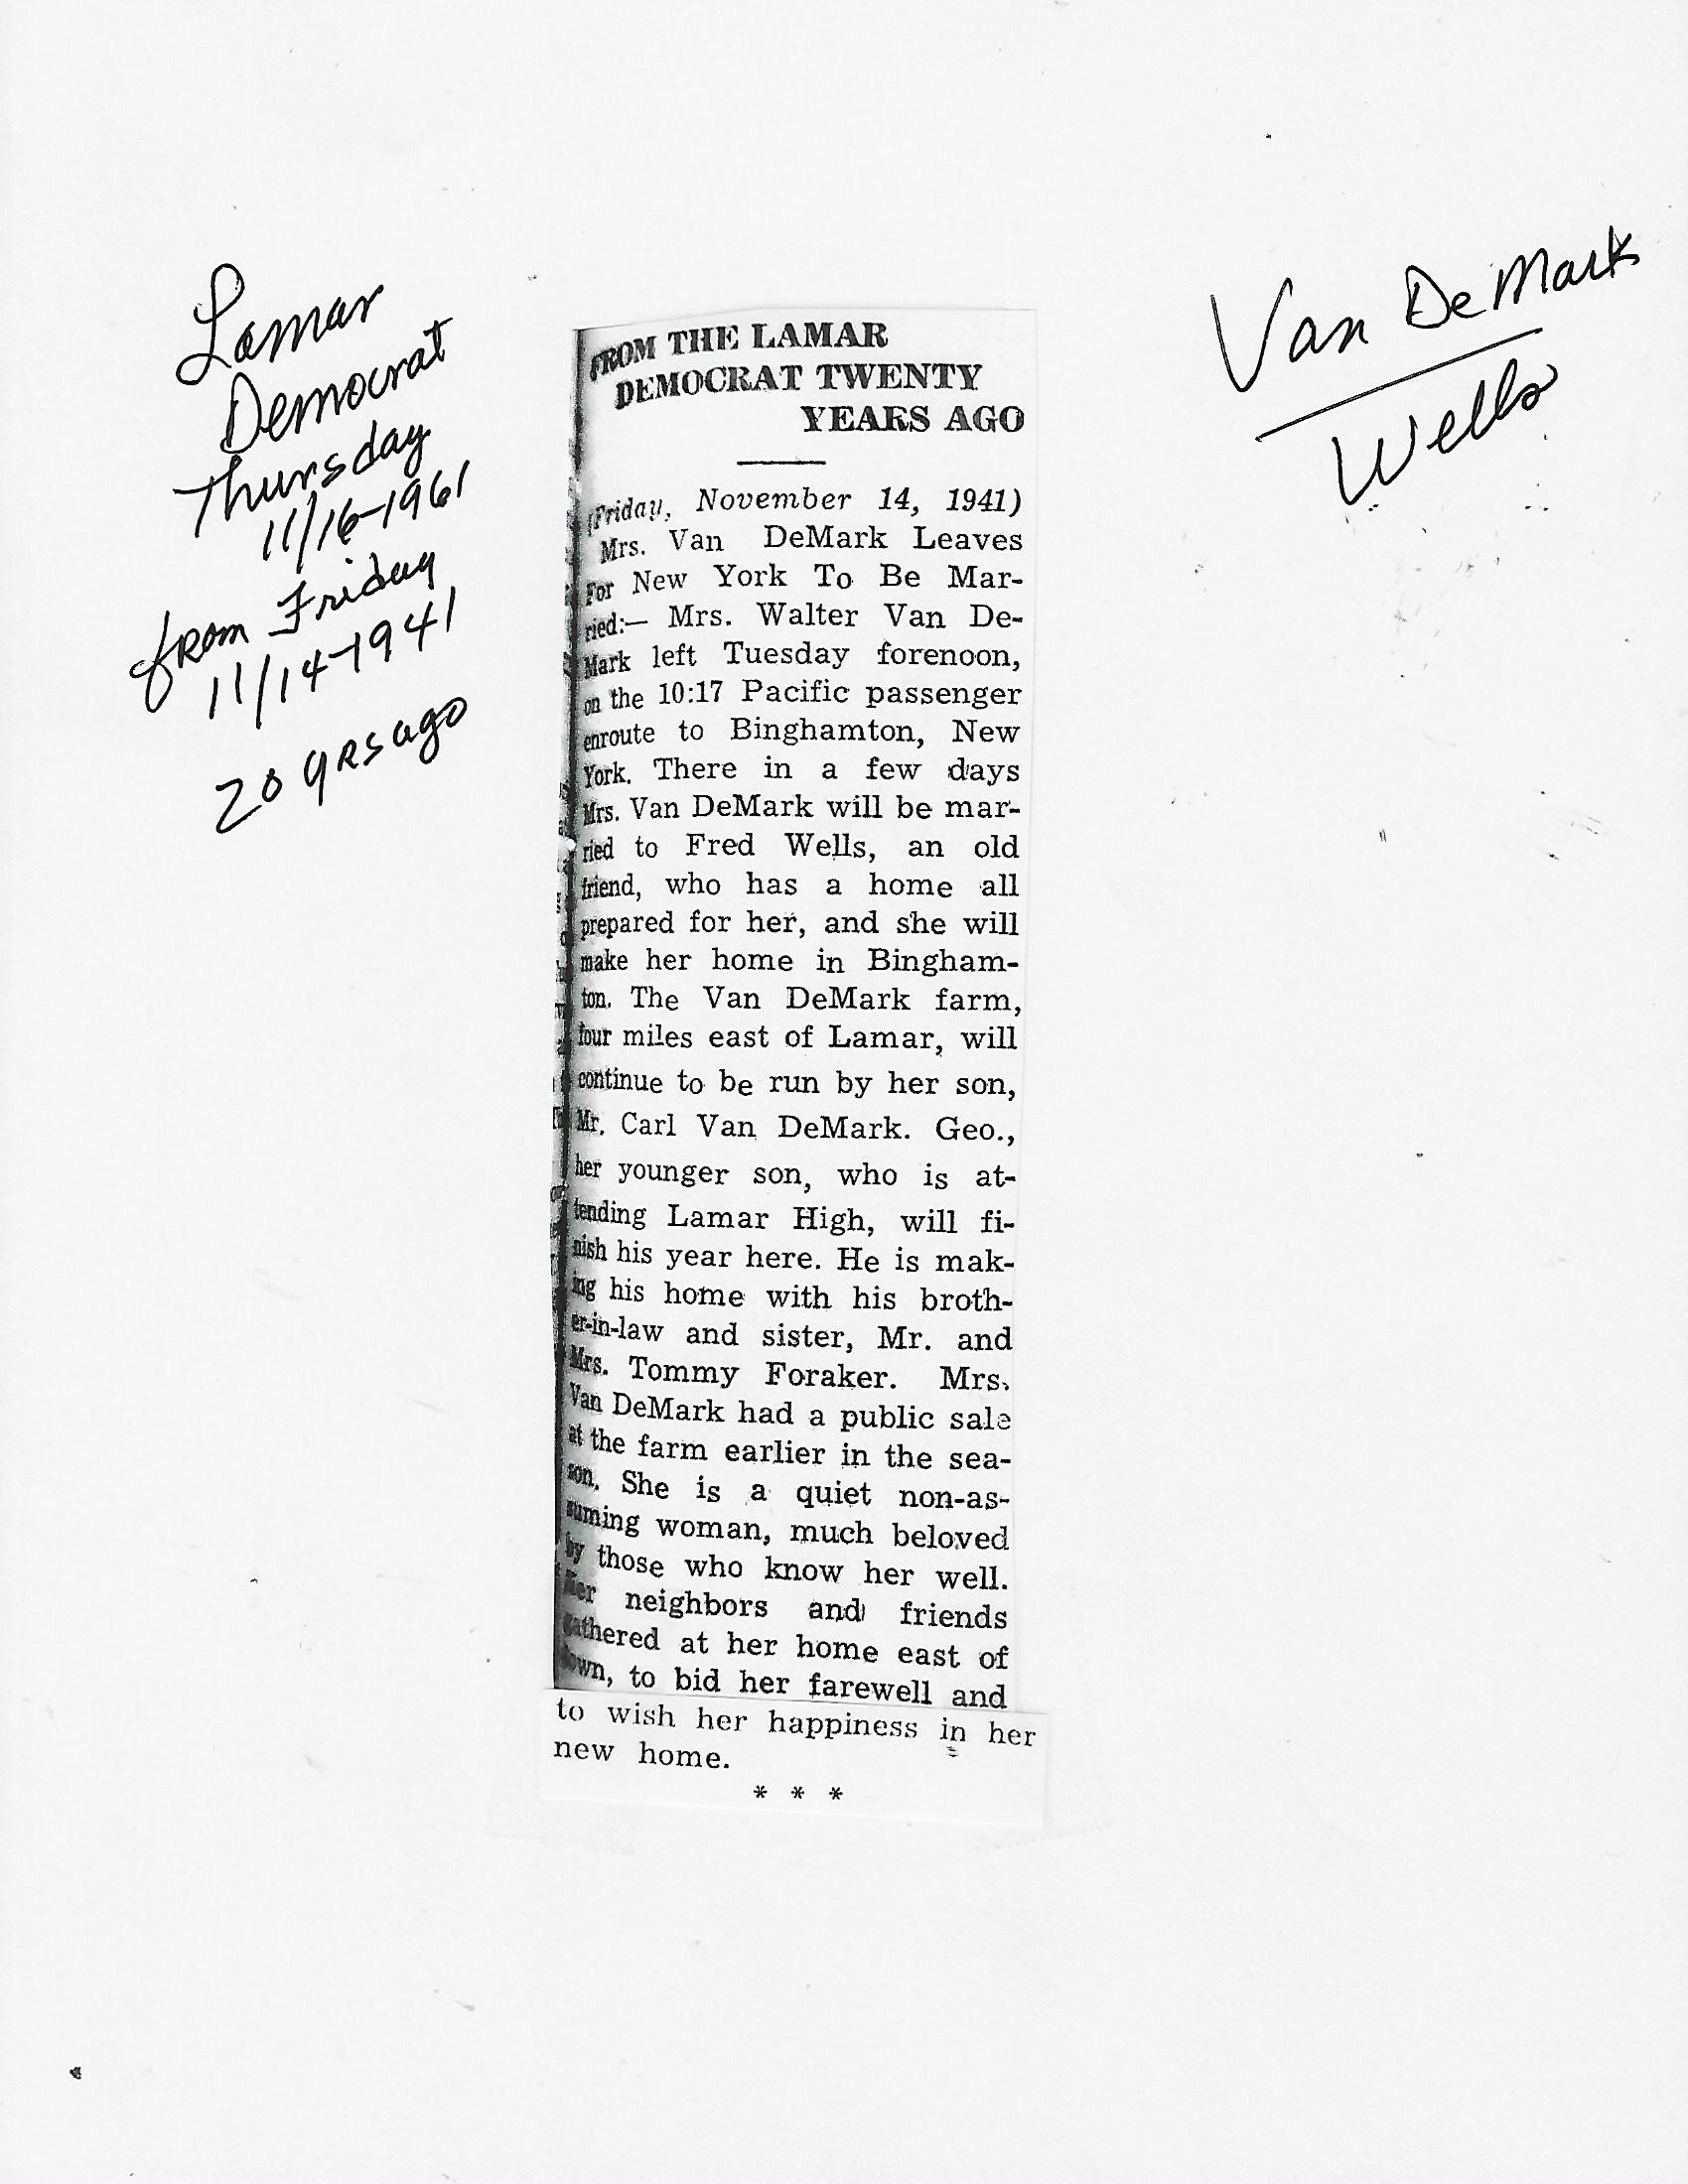 Lamar
Democrat
Thursday
11/16-1961
from Friday
11/14-1941
20 yrs ago
Van DeMark
Wells
FROM THE LAMAR
DEMOCRAT TWENTY
YEARS AGO
(Friday, November 14, 1941)
Mrs. Van DeMark Leaves
For New York To Be Mar-
ried:— Mrs. Walter Van De-
Mark left Tuesday forenoon,
on the 10:17 Pacific passenger
enroute to Binghamton, New
York. There in a few days
Mrs. Van DeMark will be mar-
ried to Fred Wells, an old
friend, who has a home all
prepared for her, and she will
make her home in Bingham-
ton. The Van DeMark farm,
four miles east of Lamar, will
continue to be run by her son,
Mr. Carl Van DeMark. Geo.,
her younger son, who is at-
tending Lamar High, will fi-
nish his year here. He is mak-
ing his home with his broth-
er-in-law and sister, Mr. and
Mrs. Tommy Foraker. Mrs.
Van DeMark had a public sale
at the farm earlier in the sea-
son. She is a quiet non-as-
suming woman, much beloved
by those who know her well.
Her neighbors and friends
gathered at her home east of
town, to bid her farewell and
to wish her happiness in her
new home.
* * *